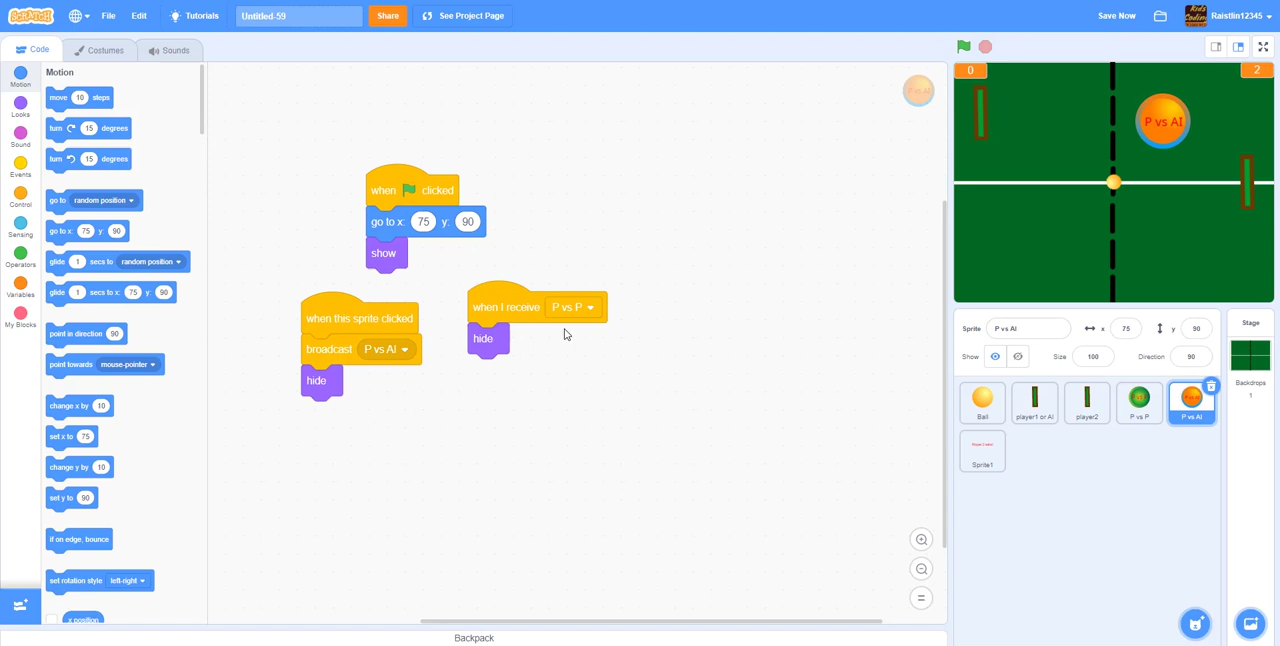 SCRATCH File Edit Tutorials Untitled-59 Share See Project Page Save Now Raistlin12345
Code Costumes Sounds
Motion
Looks
Sound
Events
Control
Sensing
Operators
Variables
My Blocks
Motion
move 10 steps
turn 15 degrees
turn 15 degrees
go to random position
go to x: 75 y: 90
glide 1 secs to random position
glide 1 secs to x: 75 y: 90
point in direction 90
point towards mouse-pointer
change x by 10
set x to 75
change y by 10
set y to 90
if on edge, bounce
set rotation style left-right
x position
P vs AI
when clicked
go to x: 75 y: 90
show
when this sprite clicked
broadcast P vs AI
hide
when I receive P vs P
hide
Backpack
0 2
P vs AI
Sprite P vs AI x 75 y 90
Show Size 100 Direction 90
Ball
player1 or AI
player2
P vs P
P vs AI
Sprite1
Stage
Backdrops
1